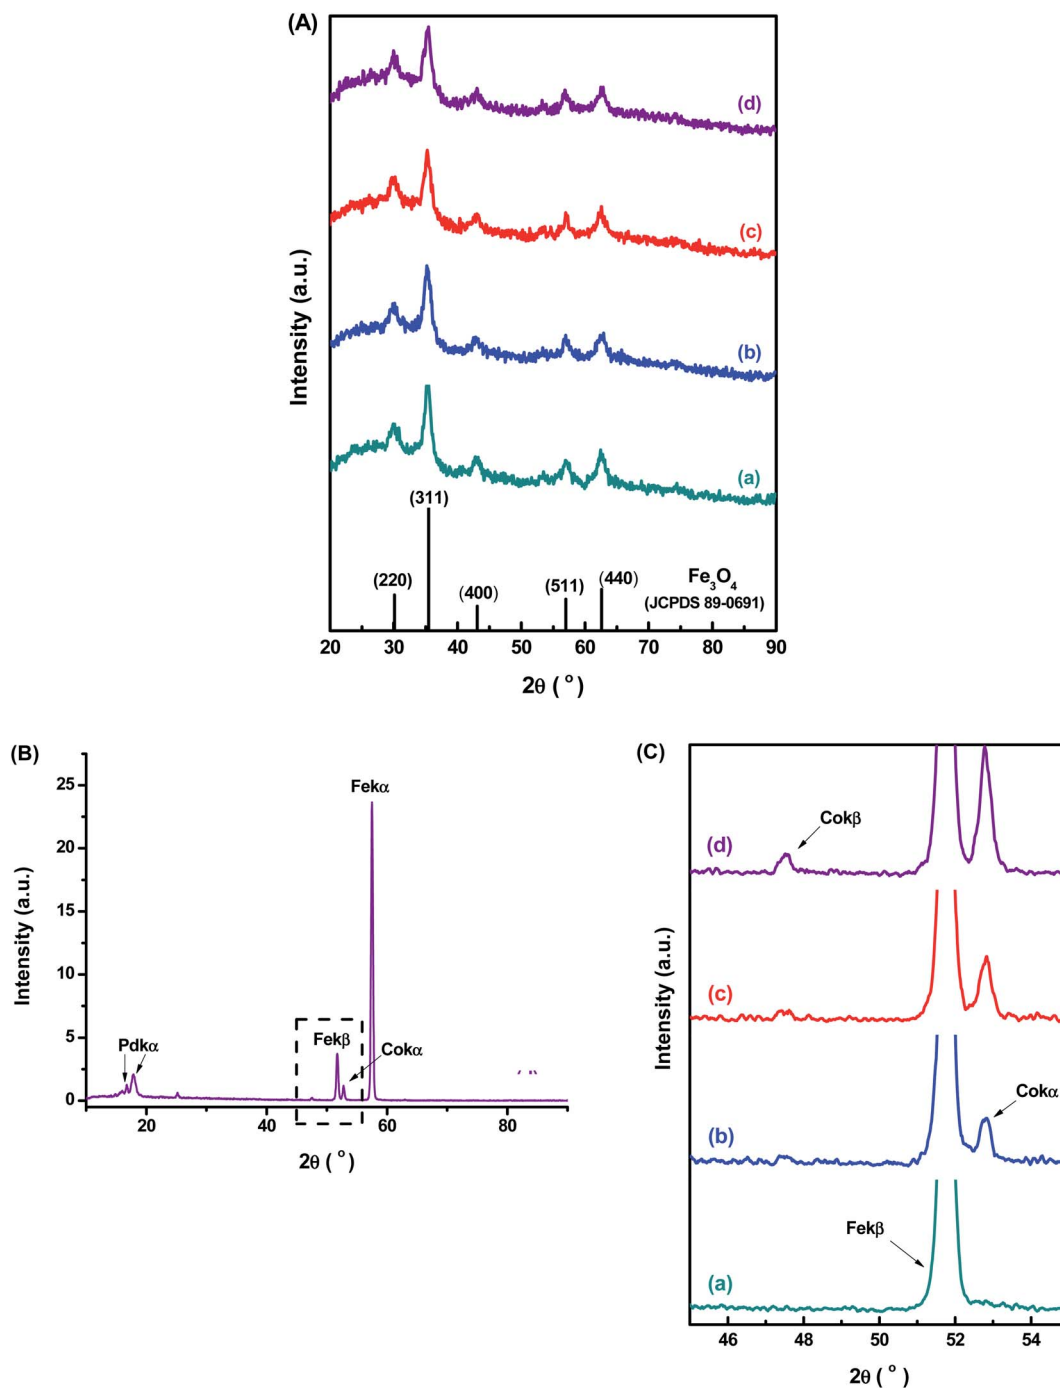 (A)
(d)
(c)
(b)
(a)
Intensity (a.u.)
(311)
(220)
(400)
(511)
(440)
Fe₃O₄
(JCPDS 89-0691)
20 30 40 50 60 70 80 90
2θ ( ° )
(B)
25
20
15
10
5
0
Intensity (a.u.)
Fekα
Pdkα
Fekβ
Cokα
20 40 60 80
2θ ( ° )
(C)
Cokβ
(d)
(c)
(b)
Cokα
Fekβ
(a)
Intensity (a.u.)
46 48 50 52 54
2θ ( ° )